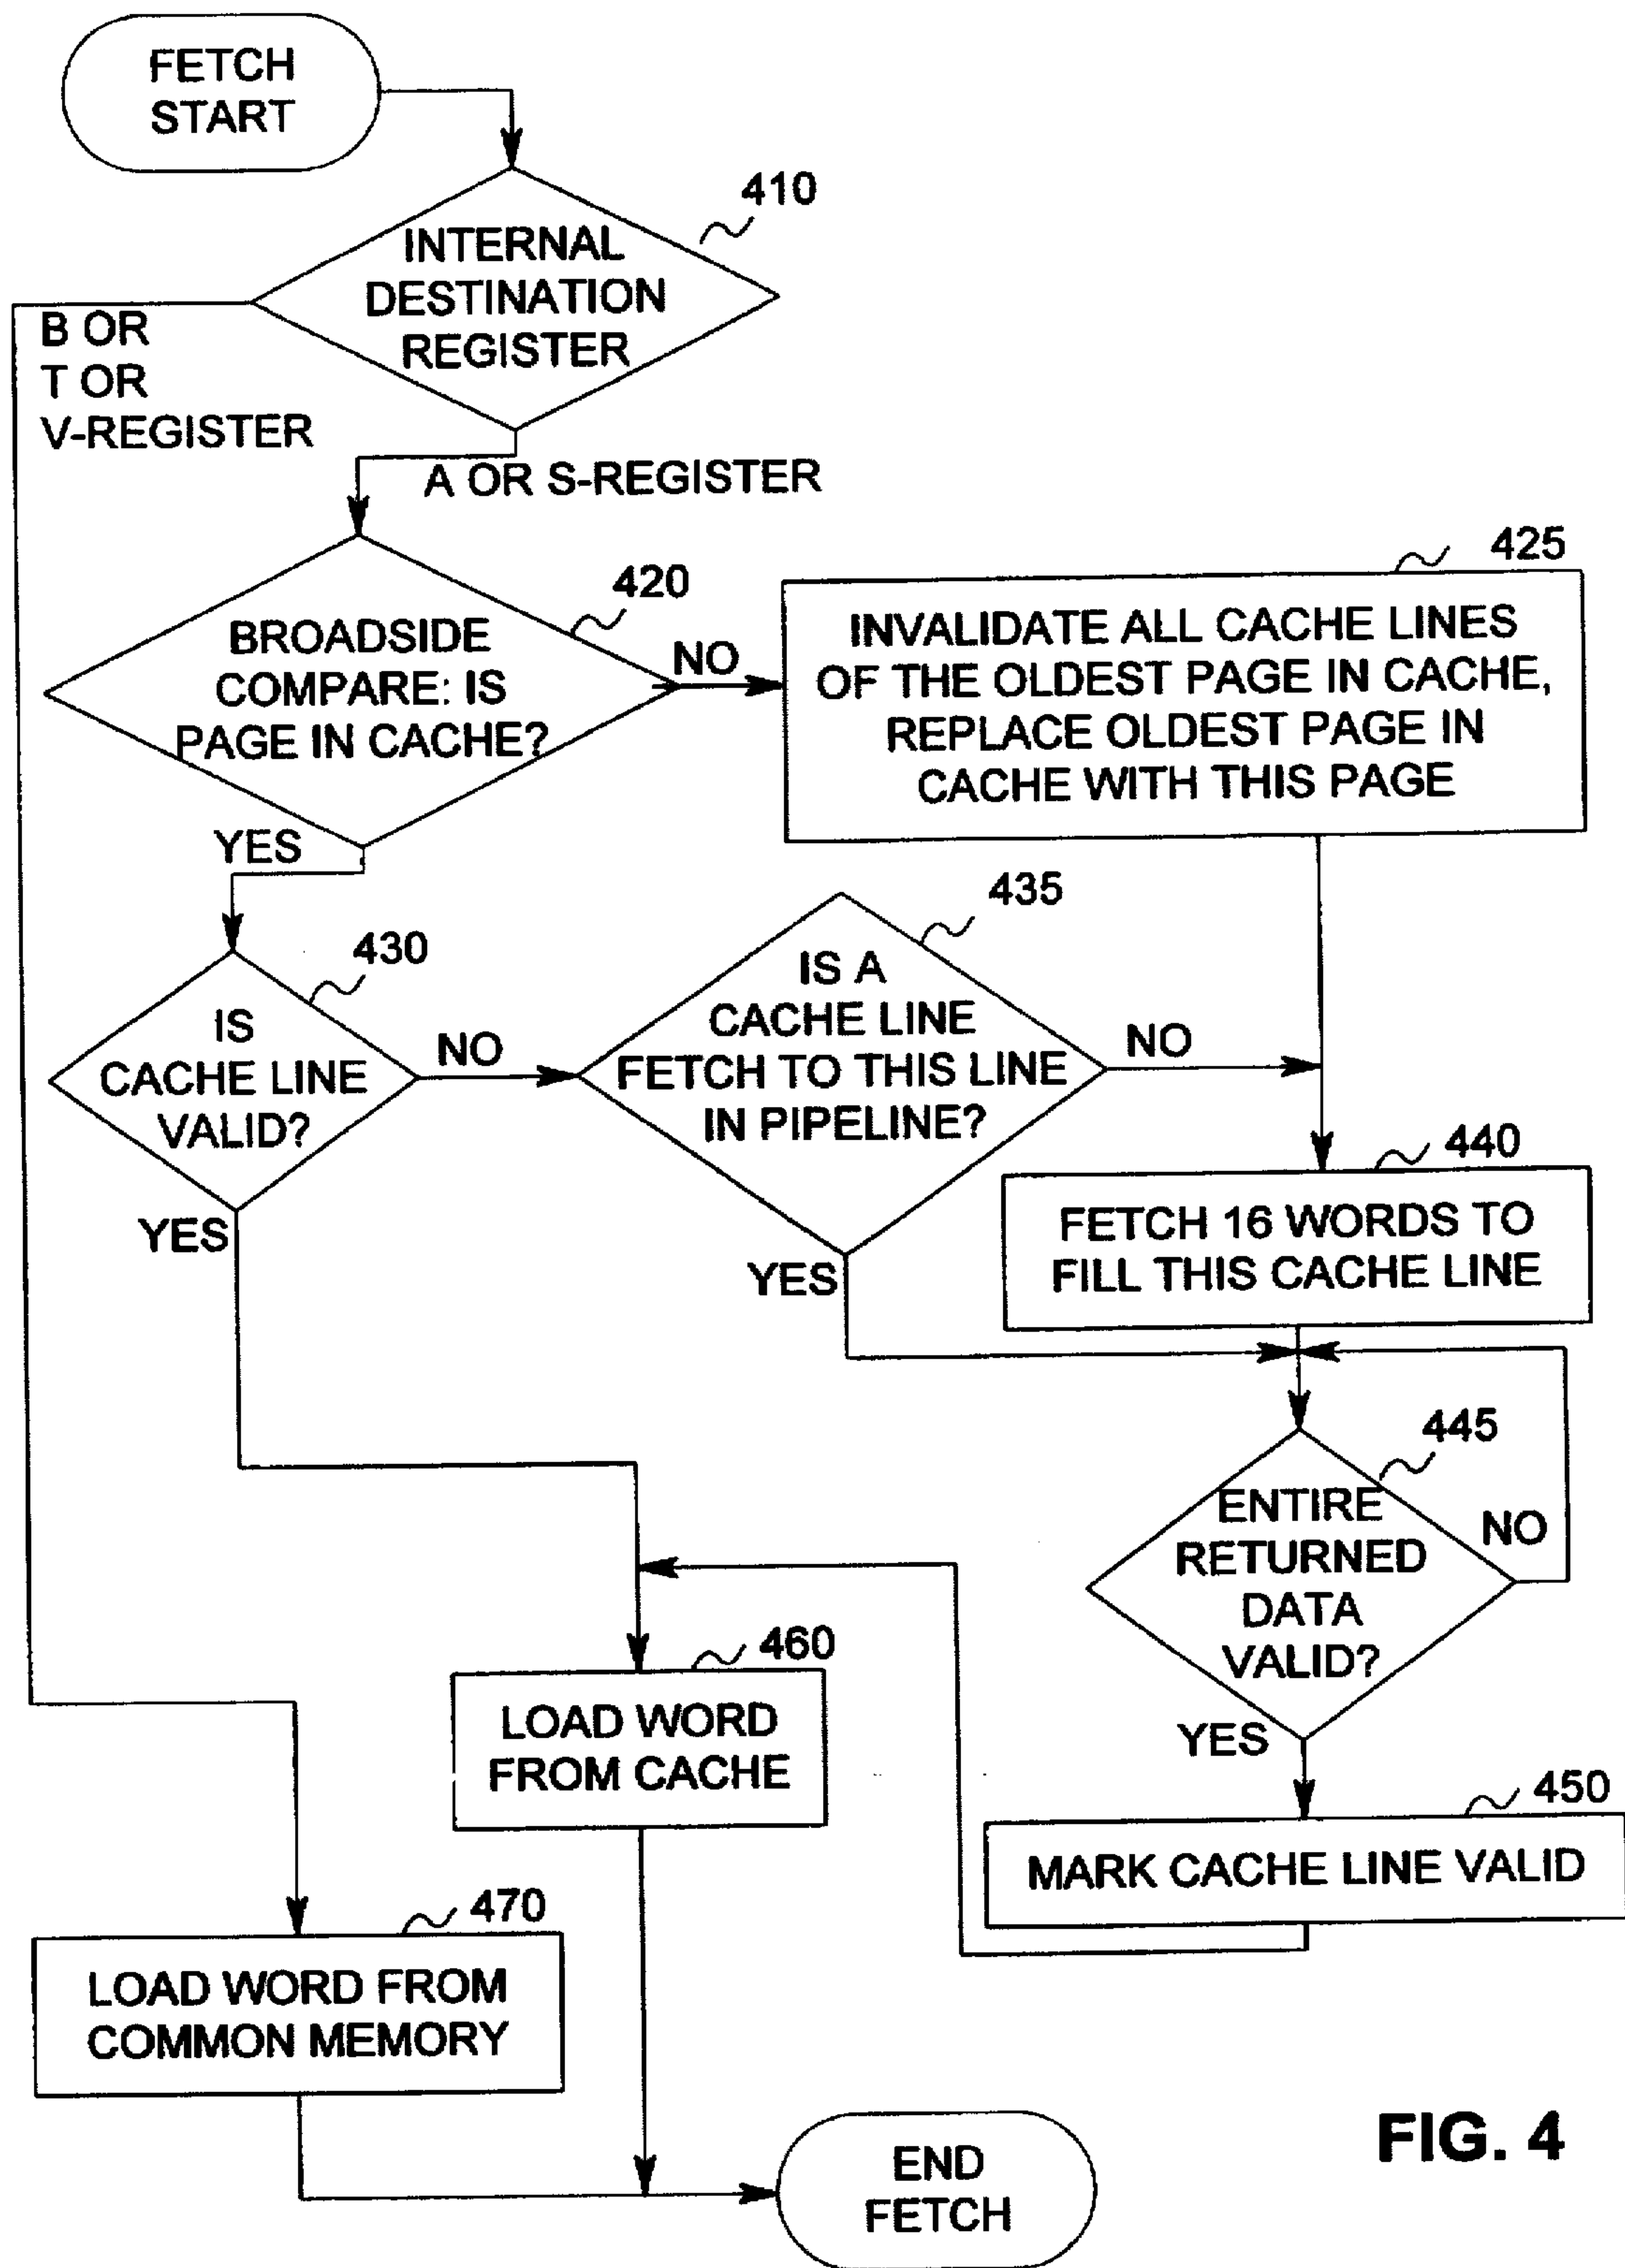 FETCH
START
410
INTERNAL
DESTINATION
REGISTER
B OR
T OR
V-REGISTER
A OR S-REGISTER
420
BROADSIDE
COMPARE: IS
PAGE IN CACHE?
NO
425
INVALIDATE ALL CACHE LINES
OF THE OLDEST PAGE IN CACHE,
REPLACE OLDEST PAGE IN
CACHE WITH THIS PAGE
YES
430
IS
CACHE LINE
VALID?
NO
435
IS A
CACHE LINE
FETCH TO THIS LINE
IN PIPELINE?
NO
YES
YES
440
FETCH 16 WORDS TO
FILL THIS CACHE LINE
445
ENTIRE
RETURNED
DATA
VALID?
NO
YES
460
LOAD WORD
FROM CACHE
450
MARK CACHE LINE VALID
470
LOAD WORD FROM
COMMON MEMORY
END
FETCH
FIG. 4